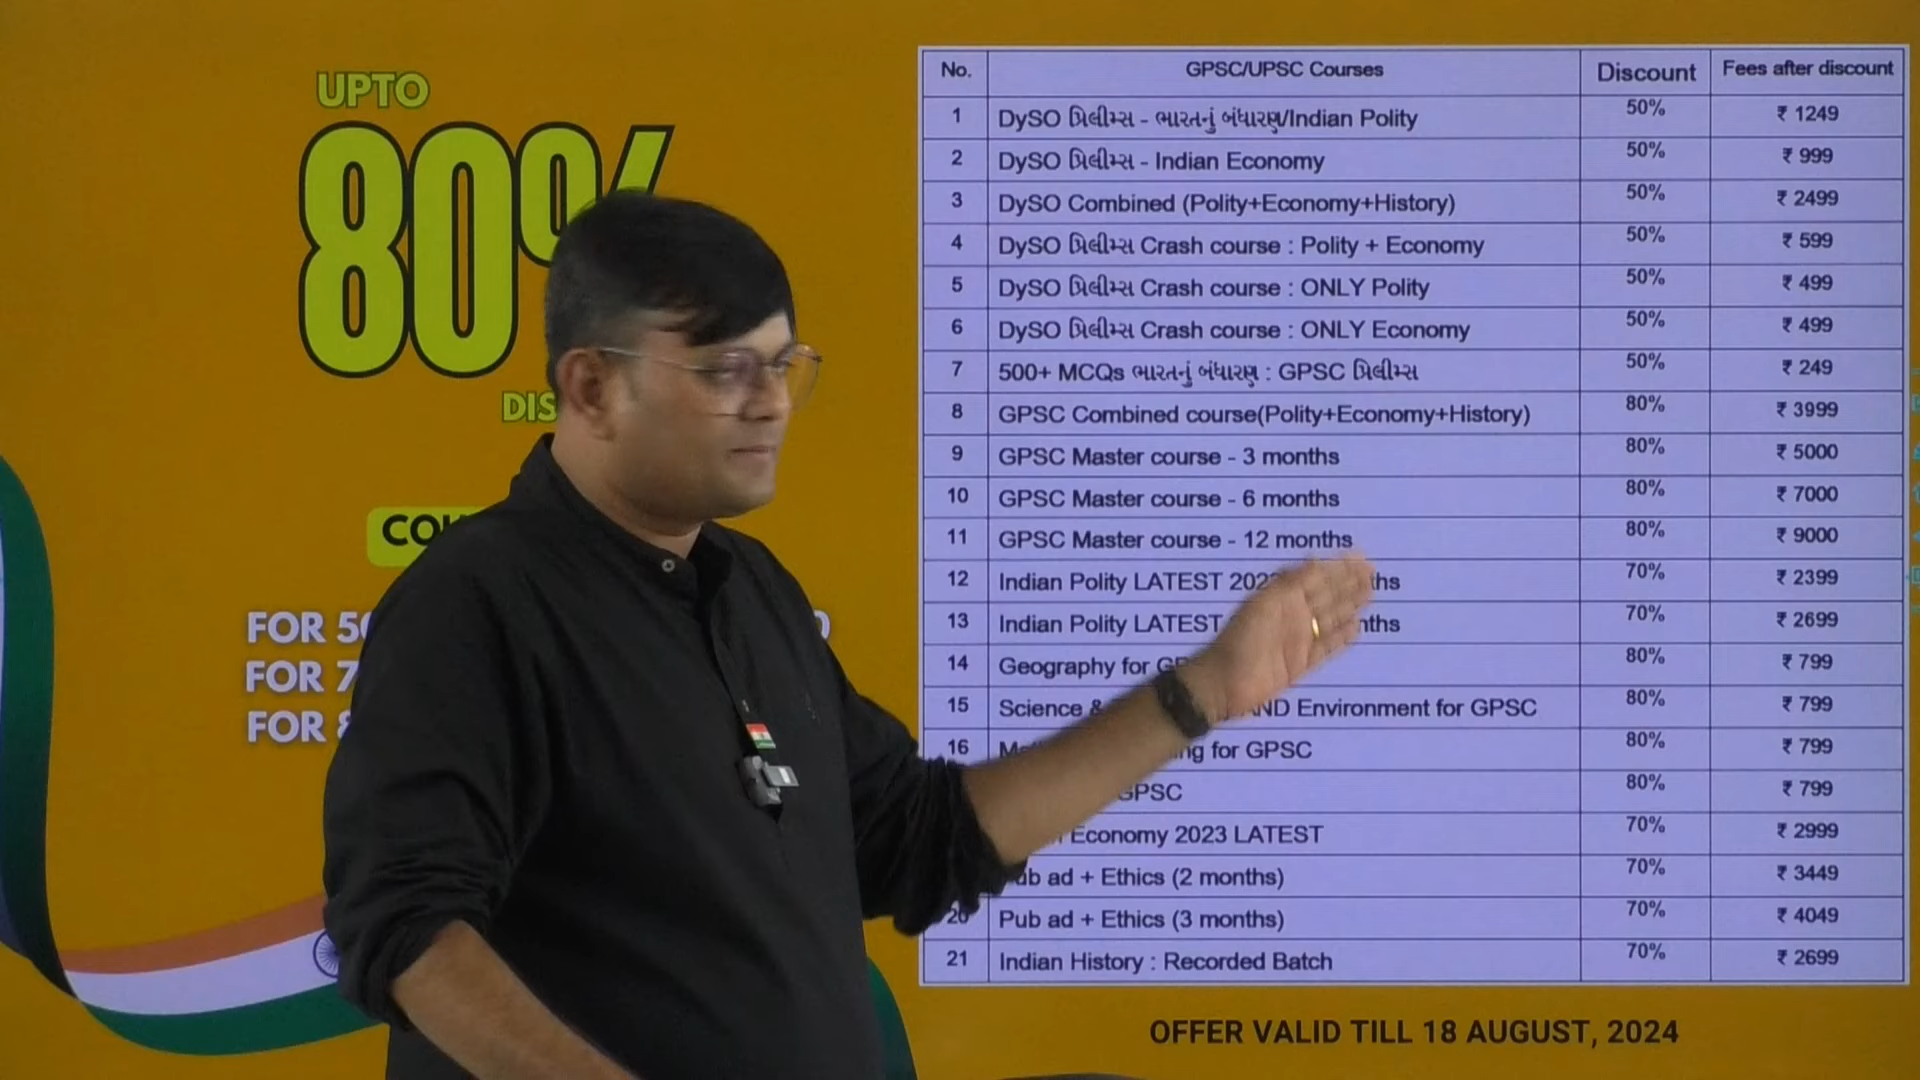 UPTO
80%
DIS
COU
FOR 50
FOR 7
FOR 8
No. GPSC/UPSC Courses Discount Fees after discount
1 DySO પ્રિલીમ્સ - ભારતનું બંધારણ/Indian Polity 50% ₹ 1249
2 DySO પ્રિલીમ્સ - Indian Economy 50% ₹ 999
3 DySO Combined (Polity+Economy+History) 50% ₹ 2499
4 DySO પ્રિલીમ્સ Crash course : Polity + Economy 50% ₹ 599
5 DySO પ્રિલીમ્સ Crash course : ONLY Polity 50% ₹ 499
6 DySO પ્રિલીમ્સ Crash course : ONLY Economy 50% ₹ 499
7 500+ MCQs ભારતનું બંધારણ : GPSC પ્રિલીમ્સ 50% ₹ 249
8 GPSC Combined course(Polity+Economy+History) 80% ₹ 3999
9 GPSC Master course - 3 months 80% ₹ 5000
10 GPSC Master course - 6 months 80% ₹ 7000
11 GPSC Master course - 12 months 80% ₹ 9000
12 Indian Polity LATEST 70% ₹ 2399
13 Indian Polity LATEST 70% ₹ 2699
14 Geography for 80% ₹ 799
15 Science & AND Environment for GPSC 80% ₹ 799
16 for GPSC 80% ₹ 799
GPSC 80% ₹ 799
Economy 2023 LATEST 70% ₹ 2999
ad + Ethics (2 months) 70% ₹ 3449
20 Pub ad + Ethics (3 months) 70% ₹ 4049
21 Indian History : Recorded Batch 70% ₹ 2699
OFFER VALID TILL 18 AUGUST, 2024